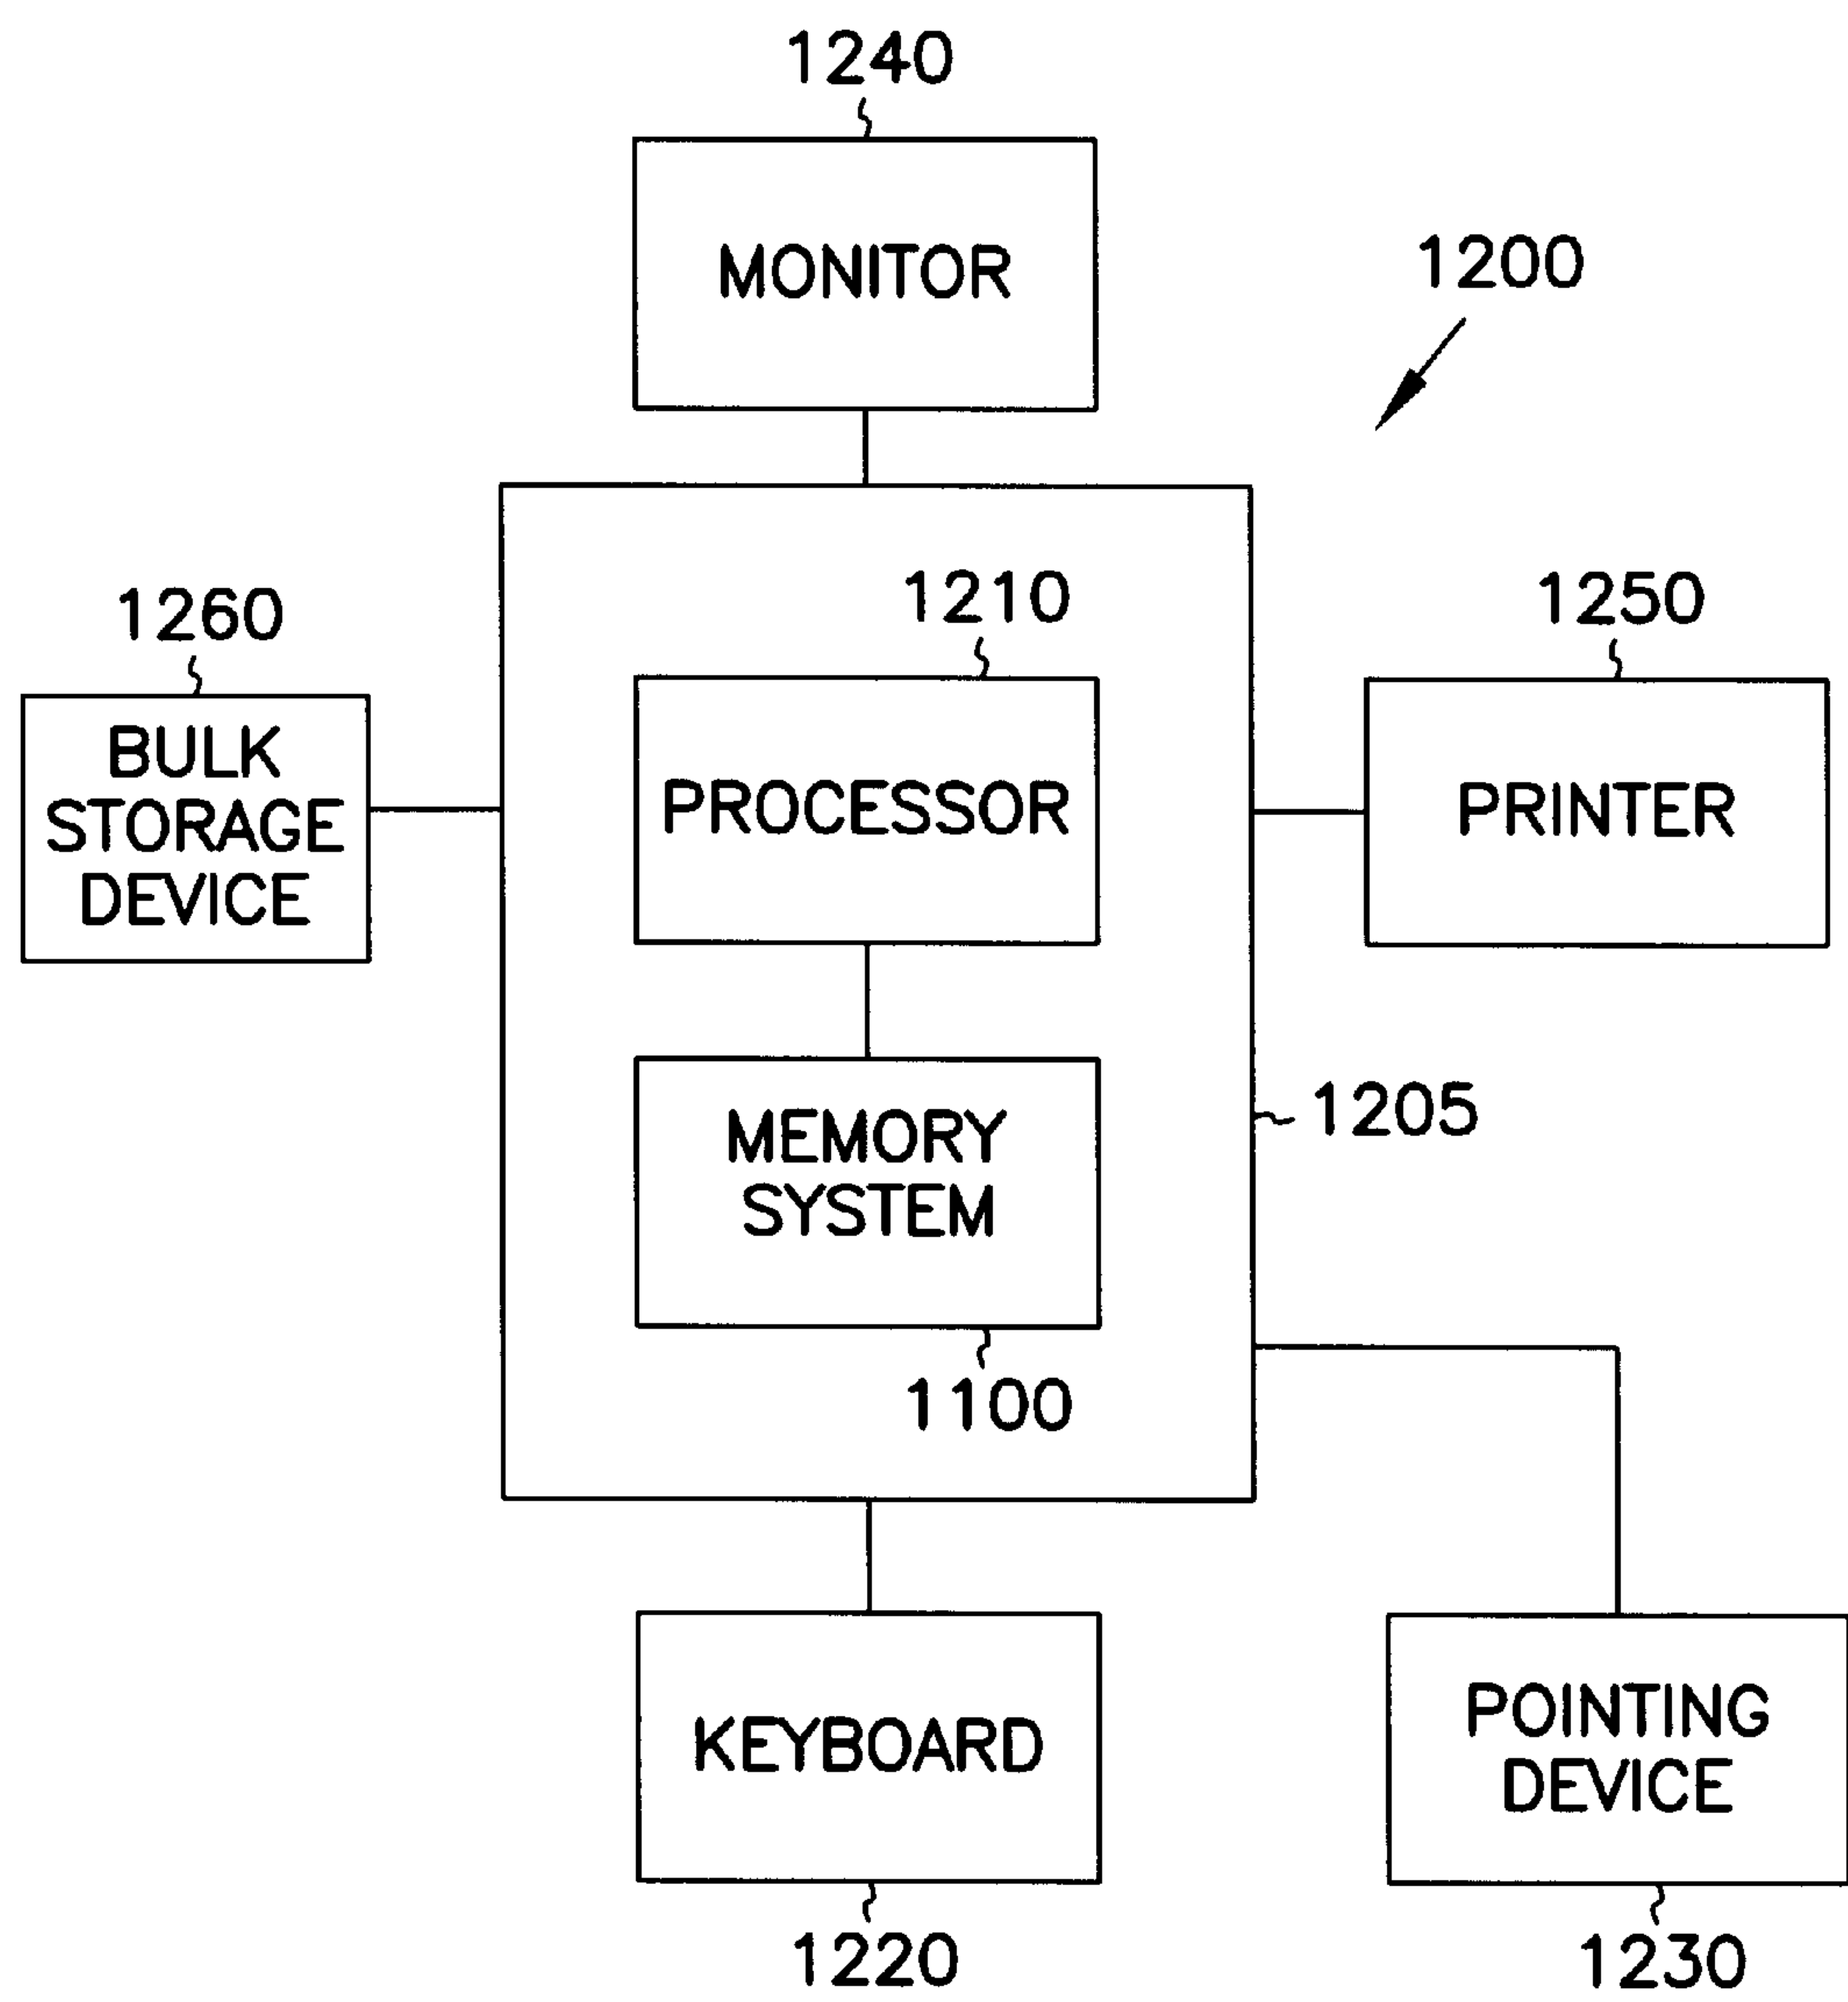 1240
MONITOR
1200
1260
BULK
STORAGE
DEVICE
1210
PROCESSOR
1250
PRINTER
MEMORY
SYSTEM
1205
1100
KEYBOARD
1220
POINTING
DEVICE
1230